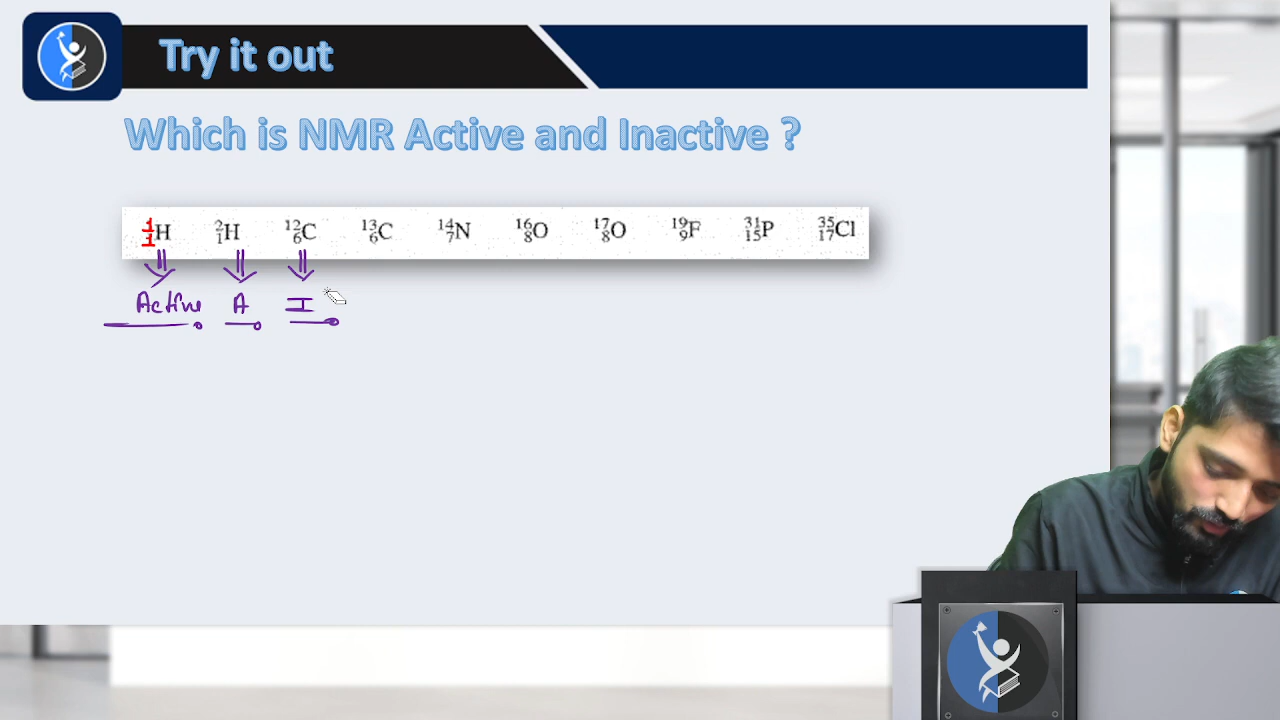 Try it out
Which is NMR Active and Inactive ?
¹₁H ²₁H ¹²₆C ¹³₆C ¹⁴₇N ¹⁶₈O ¹⁷₈O ¹⁹₉F ³¹₁₅P ³⁵₁₇Cl
Active A I